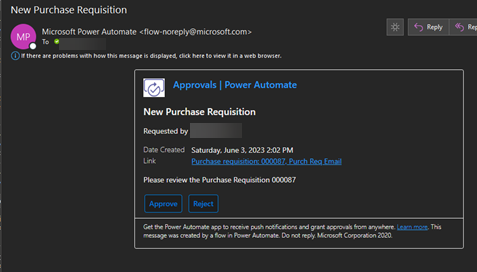 New Purchase Requisition
MP
Microsoft Power Automate <flow-noreply@microsoft.com>
To
Reply
If there are problems with how this message is displayed, click here to view it in a web browser.
Approvals | Power Automate
New Purchase Requisition
Requested by
Date Created Saturday, June 3, 2023 2:02 PM
Link Purchase requisition: 000087, Purch Req Email
Please review the Purchase Requisition 000087
Approve Reject
Get the Power Automate app to receive push notifications and grant approvals from anywhere. Learn more. This
message was created by a flow in Power Automate. Do not reply. Microsoft Corporation 2020.